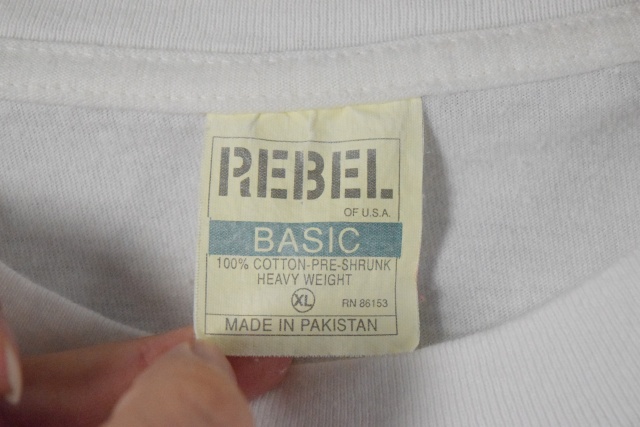 REBEL
OF U.S.A.
BASIC
100% COTTON-PRE-SHRUNK
HEAVY WEIGHT
XL RN 86153
MADE IN PAKISTAN